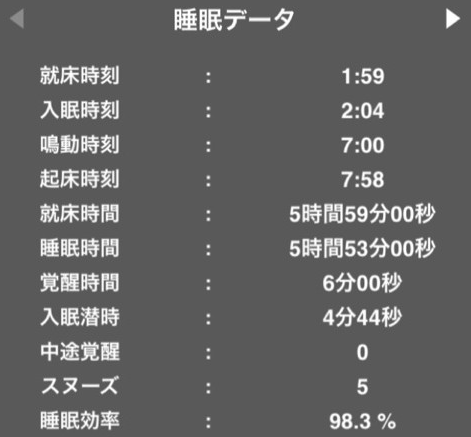 睡眠データ
就床時刻 : 1:59
入眠時刻 : 2:04
鳴動時刻 : 7:00
起床時刻 : 7:58
就床時間 : 5時間59分00秒
睡眠時間 : 5時間53分00秒
覚醒時間 : 6分00秒
入眠潜時 : 4分44秒
中途覚醒 : 0
スヌーズ : 5
睡眠効率 : 98.3 %